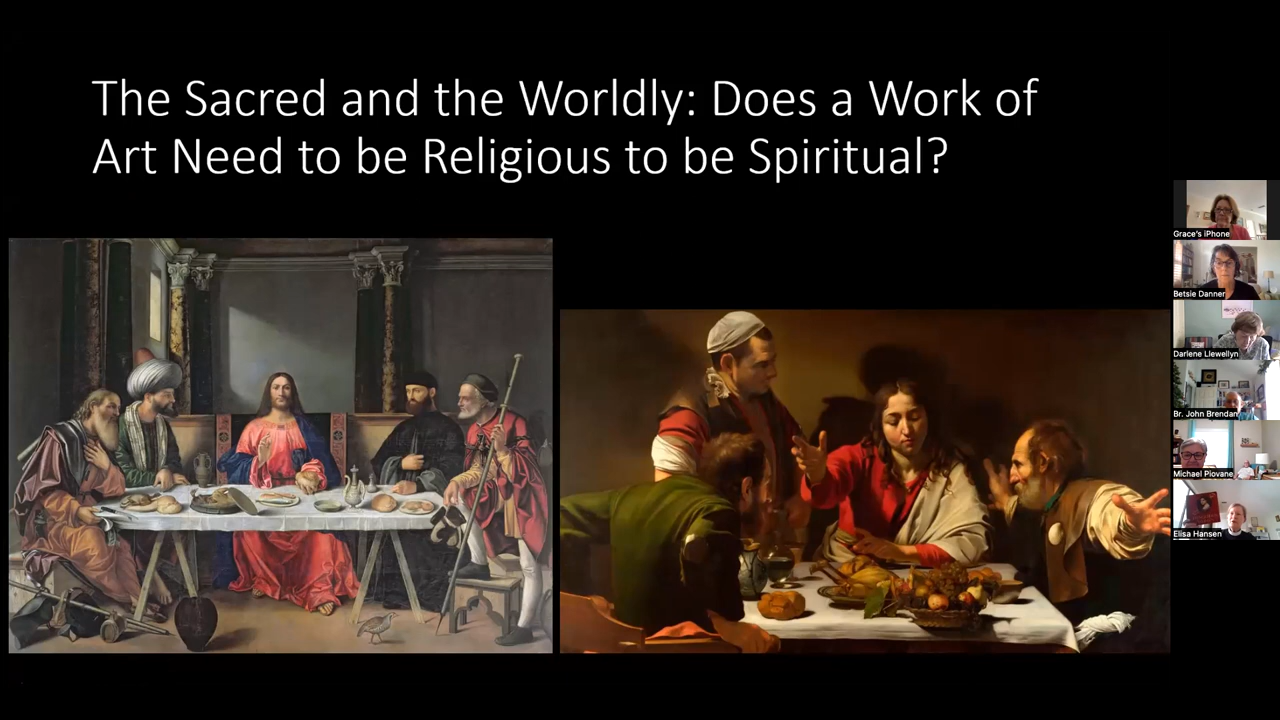 The Sacred and the Worldly: Does a Work of
Art Need to be Religious to be Spiritual?
Grace's iPhone
Betsie Danner
Darlene Llewellyn
Br. John Brendan
Michael Piovane
Elisa Hansen